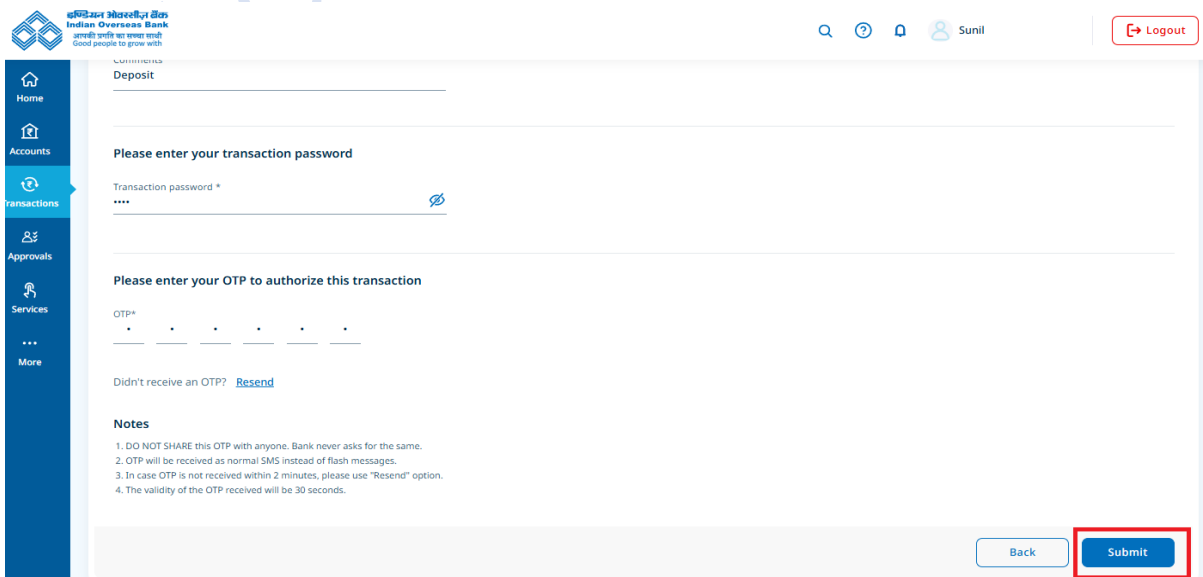 इण्डियन ओवरसीज़ बैंक
Indian Overseas Bank
आपकी प्रगति का सच्चा साथी
Good people to grow with
Sunil
Logout
Home
Accounts
Transactions
Approvals
Services
More
Comments
Deposit
Please enter your transaction password
Transaction password *
••••
Please enter your OTP to authorize this transaction
OTP*
• • • • • •
Didn't receive an OTP? Resend
Notes
1. DO NOT SHARE this OTP with anyone. Bank never asks for the same.
2. OTP will be received as normal SMS instead of flash messages.
3. In case OTP is not received within 2 minutes, please use "Resend" option.
4. The validity of the OTP received will be 30 seconds.
Back
Submit